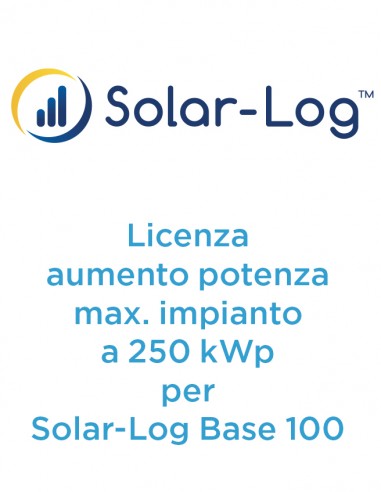 Solar-Log™
Licenza
aumento potenza
max. impianto
a 250 kWp
per
Solar-Log Base 100